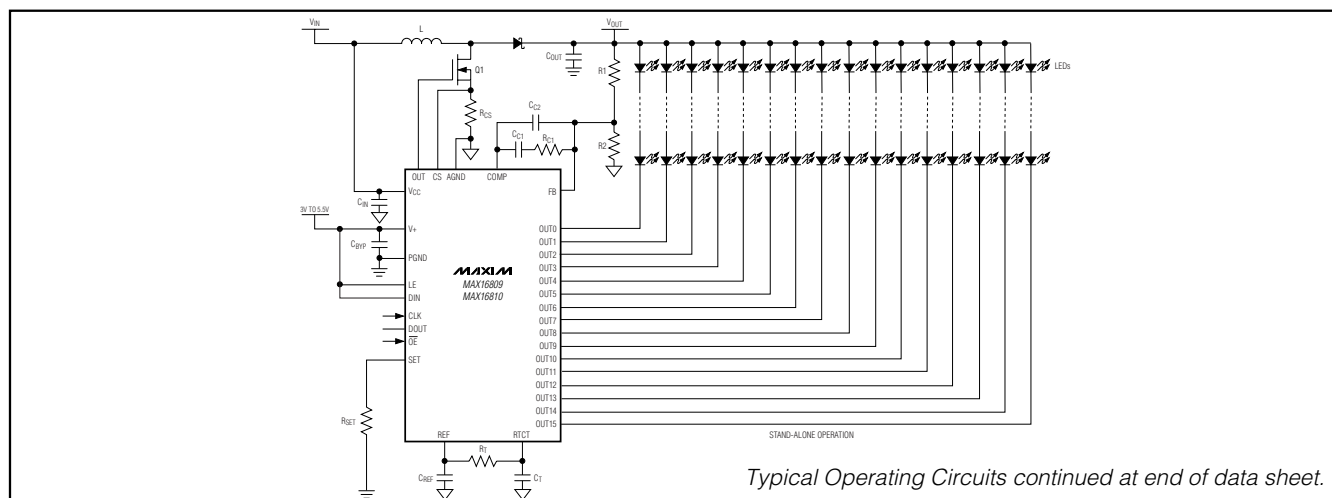 VIN
L
VOUT
COUT
Q1
R1
LEDs
RCS
CC2
CC1
RC1
R2
OUT CS AGND COMP
VCC
FB
CIN
3V TO 5.5V
V+
OUT0
CBYP
OUT1
PGND
OUT2
MAXIM
OUT3
MAX16809
OUT4
LE
MAX16810
OUT5
DIN
OUT6
CLK
OUT7
DOUT
OUT8
OE
OUT9
SET
OUT10
OUT11
OUT12
OUT13
RSET
OUT14
OUT15
REF RTCT
STAND-ALONE OPERATION
RT
CREF
CT
Typical Operating Circuits continued at end of data sheet.